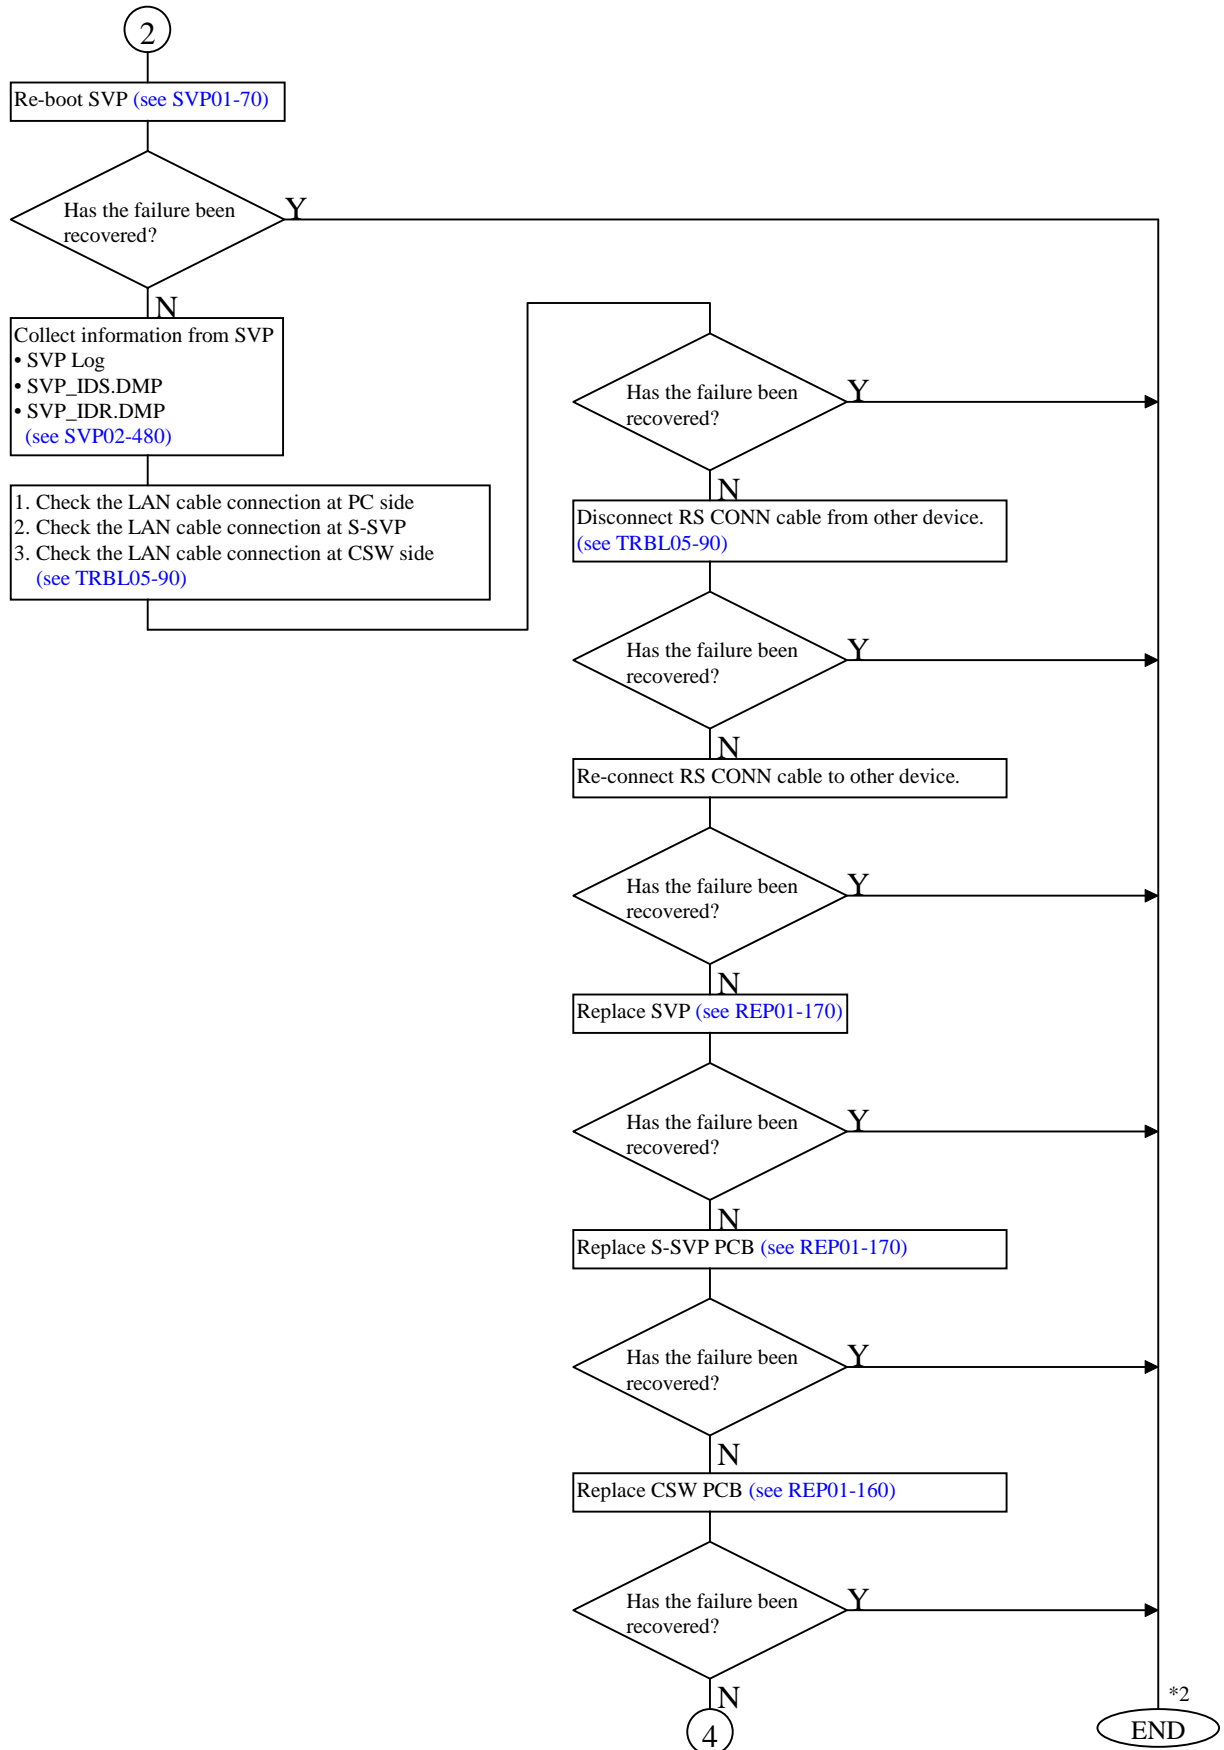 2
Re-boot SVP (see SVP01-70)
Has the failure been
recovered?
Y
N
Collect information from SVP
• SVP Log
• SVP_IDS.DMP
• SVP_IDR.DMP
(see SVP02-480)
1. Check the LAN cable connection at PC side
2. Check the LAN cable connection at S-SVP
3. Check the LAN cable connection at CSW side
(see TRBL05-90)
Has the failure been
recovered?
Y
N
Disconnect RS CONN cable from other device.
(see TRBL05-90)
Has the failure been
recovered?
Y
N
Re-connect RS CONN cable to other device.
Has the failure been
recovered?
Y
N
Replace SVP (see REP01-170)
Has the failure been
recovered?
Y
N
Replace S-SVP PCB (see REP01-170)
Has the failure been
recovered?
Y
N
Replace CSW PCB (see REP01-160)
Has the failure been
recovered?
Y
N
4
*2
END